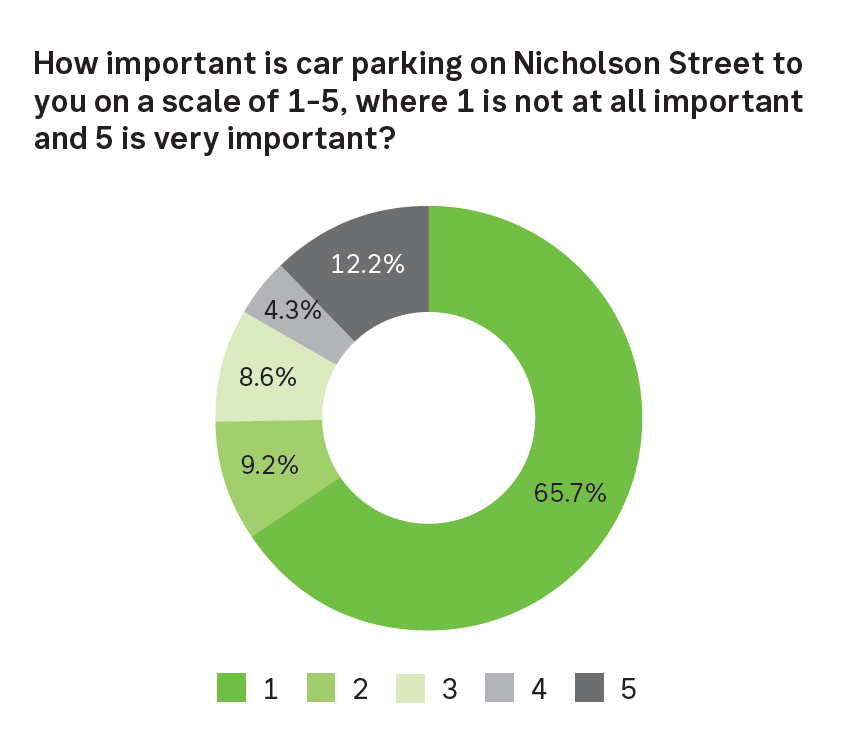 How important is car parking on Nicholson Street to
you on a scale of 1-5, where 1 is not at all important
and 5 is very important?
12.2%
4.3%
8.6%
9.2%
65.7%
1 2 3 4 5